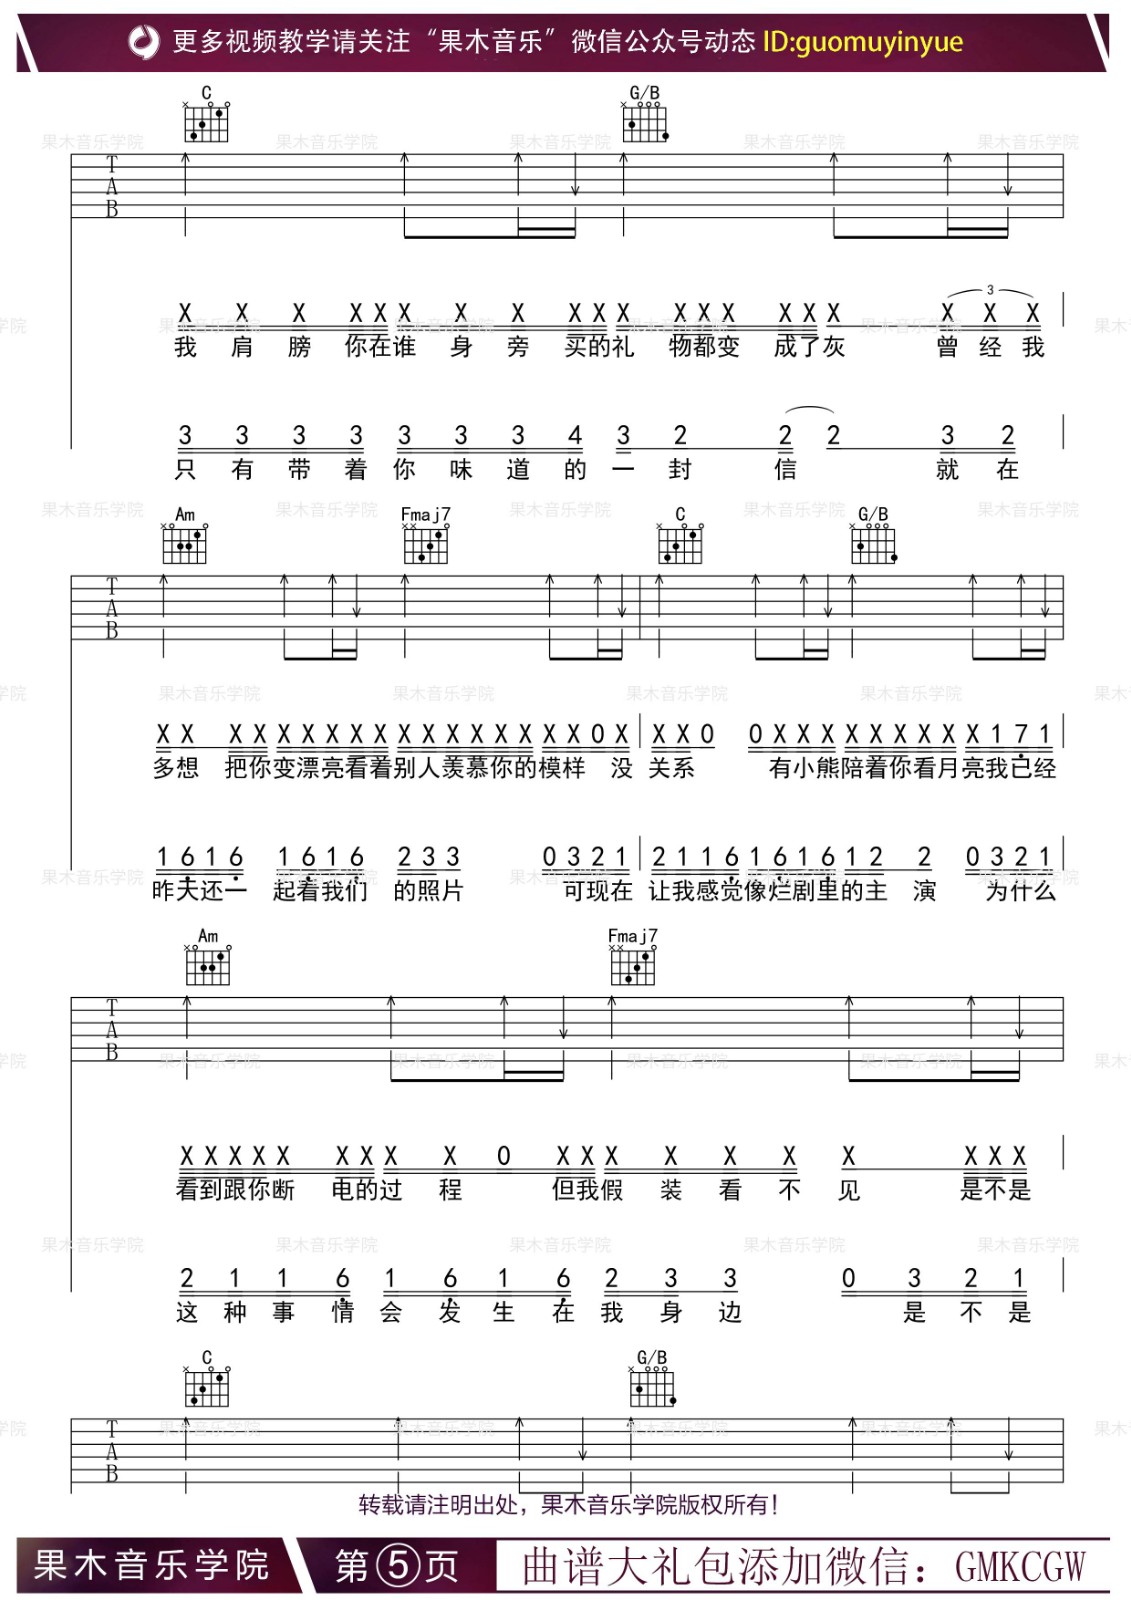 更多视频教学请关注“果木音乐”微信公众号动态 ID:guomuyinyue
C G/B
T
A
B
X X X X X X X X X X X X X X X X X X 3 X X X
我 肩 膀 你在谁 身 旁 买的礼 物都变 成了灰 曾 经 我
3 3 3 3 3 3 3 4 3 2 2 2 3 2
只 有 带 着 你 味 道 的 一 封 信 就 在
Am Fmaj7 C G/B
T
A
B
X X X X X X X X X X X X X X X X X 0 X X X 0 0 X X X X X X X X X 1 7 1
多想 把你变漂亮看着别人羡慕你的模样 没 关系 有小熊陪着你看月亮我已经
1 6 1 6 1 6 1 6 2 3 3 0 3 2 1 2 1 1 6 1 6 1 6 1 2 2 0 3 2 1
昨天还一 起看我们 的照片 可现在 让我感觉像烂剧里的主 演 为什么
Am Fmaj7
T
A
B
X X X X X X X X X 0 X X X X X X X X X X
看到跟你断 电的过 程 但我假 装 看 不 见 是不是
2 1 1 6 1 6 1 6 2 3 3 0 3 2 1
这 种 事 情 会 发 生 在 我 身 边 是 不 是
C G/B
T
A
B
转载请注明出处，果木音乐学院版权所有！
果木音乐学院 第⑤页 曲谱大礼包添加微信：GMKCGW